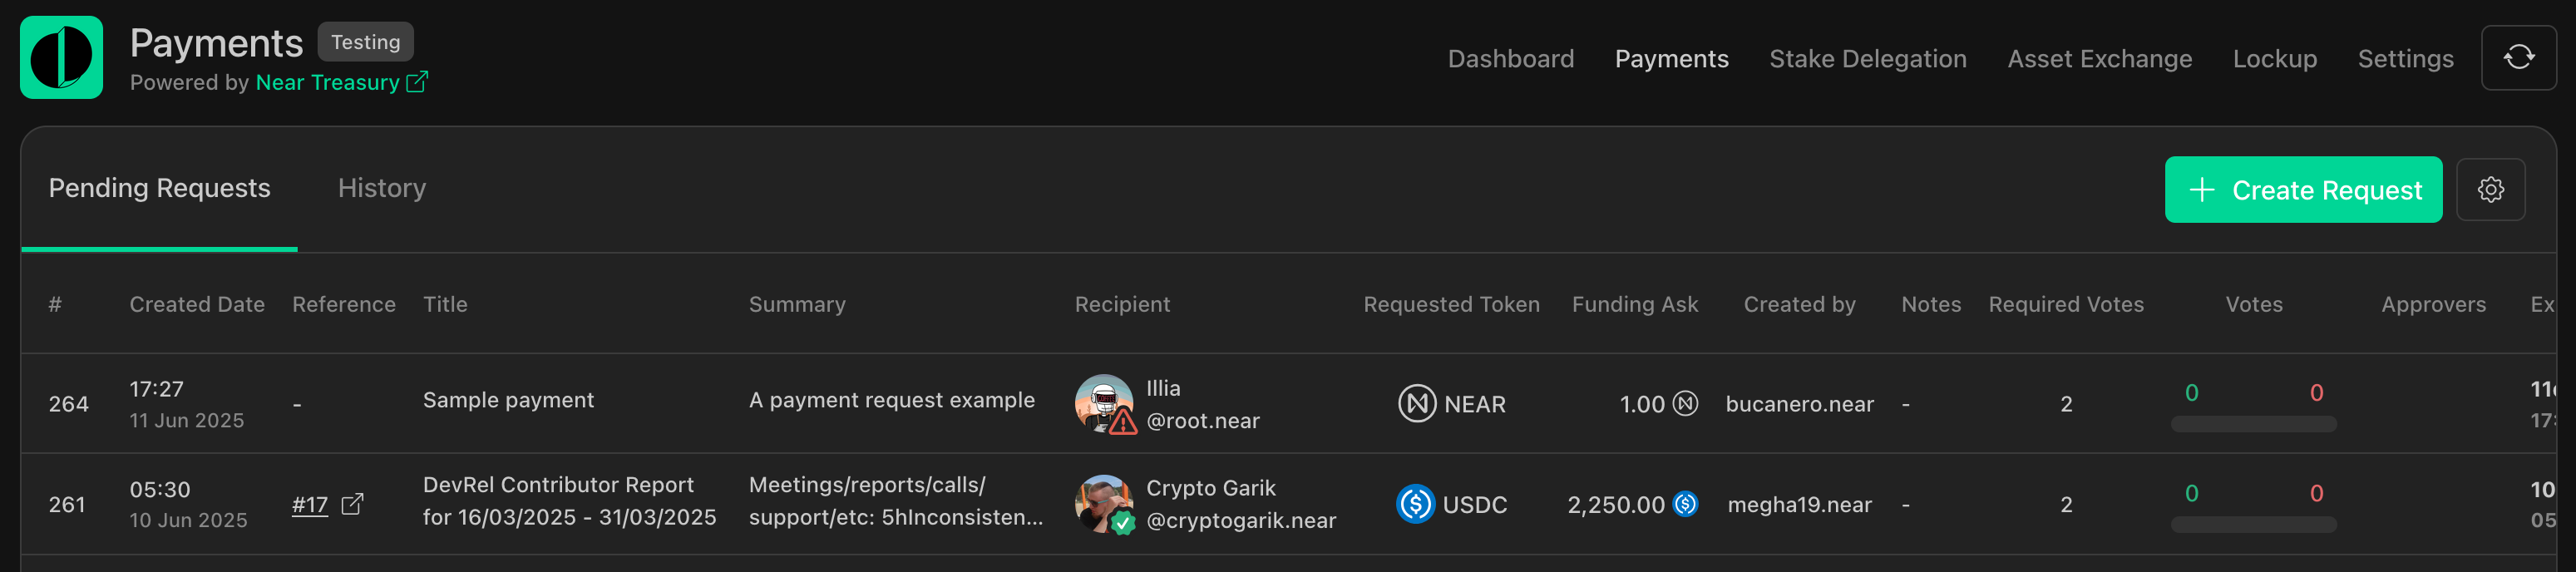 Payments Testing
Powered by Near Treasury
Dashboard Payments Stake Delegation Asset Exchange Lockup Settings
Pending Requests History
Create Request
# Created Date Reference Title Summary Recipient Requested Token Funding Ask Created by Notes Required Votes Votes Approvers Ex
264 17:27 - Sample payment A payment request example Illia NEAR 1.00 bucanero.near - 2 0 0
11 Jun 2025 @root.near
261 05:30 #17 DevRel Contributor Report Meetings/reports/calls/ Crypto Garik USDC 2,250.00 megha19.near - 2 0 0 10
10 Jun 2025 for 16/03/2025 - 31/03/2025 support/etc: 5hInconsisten... @cryptogarik.near 05